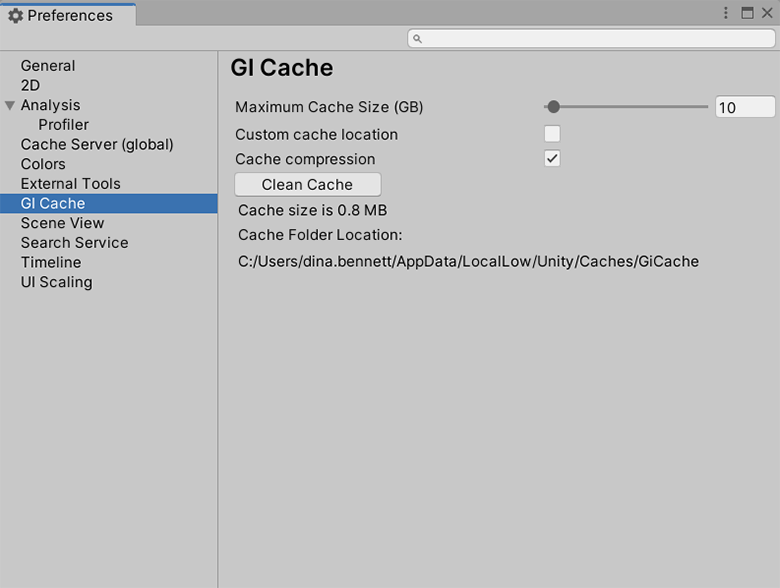 Preferences
General
2D
Analysis
Profiler
Cache Server (global)
Colors
External Tools
GI Cache
Scene View
Search Service
Timeline
UI Scaling
GI Cache
Maximum Cache Size (GB) 10
Custom cache location
Cache compression
Clean Cache
Cache size is 0.8 MB
Cache Folder Location:
C:/Users/dina.bennett/AppData/LocalLow/Unity/Caches/GiCache